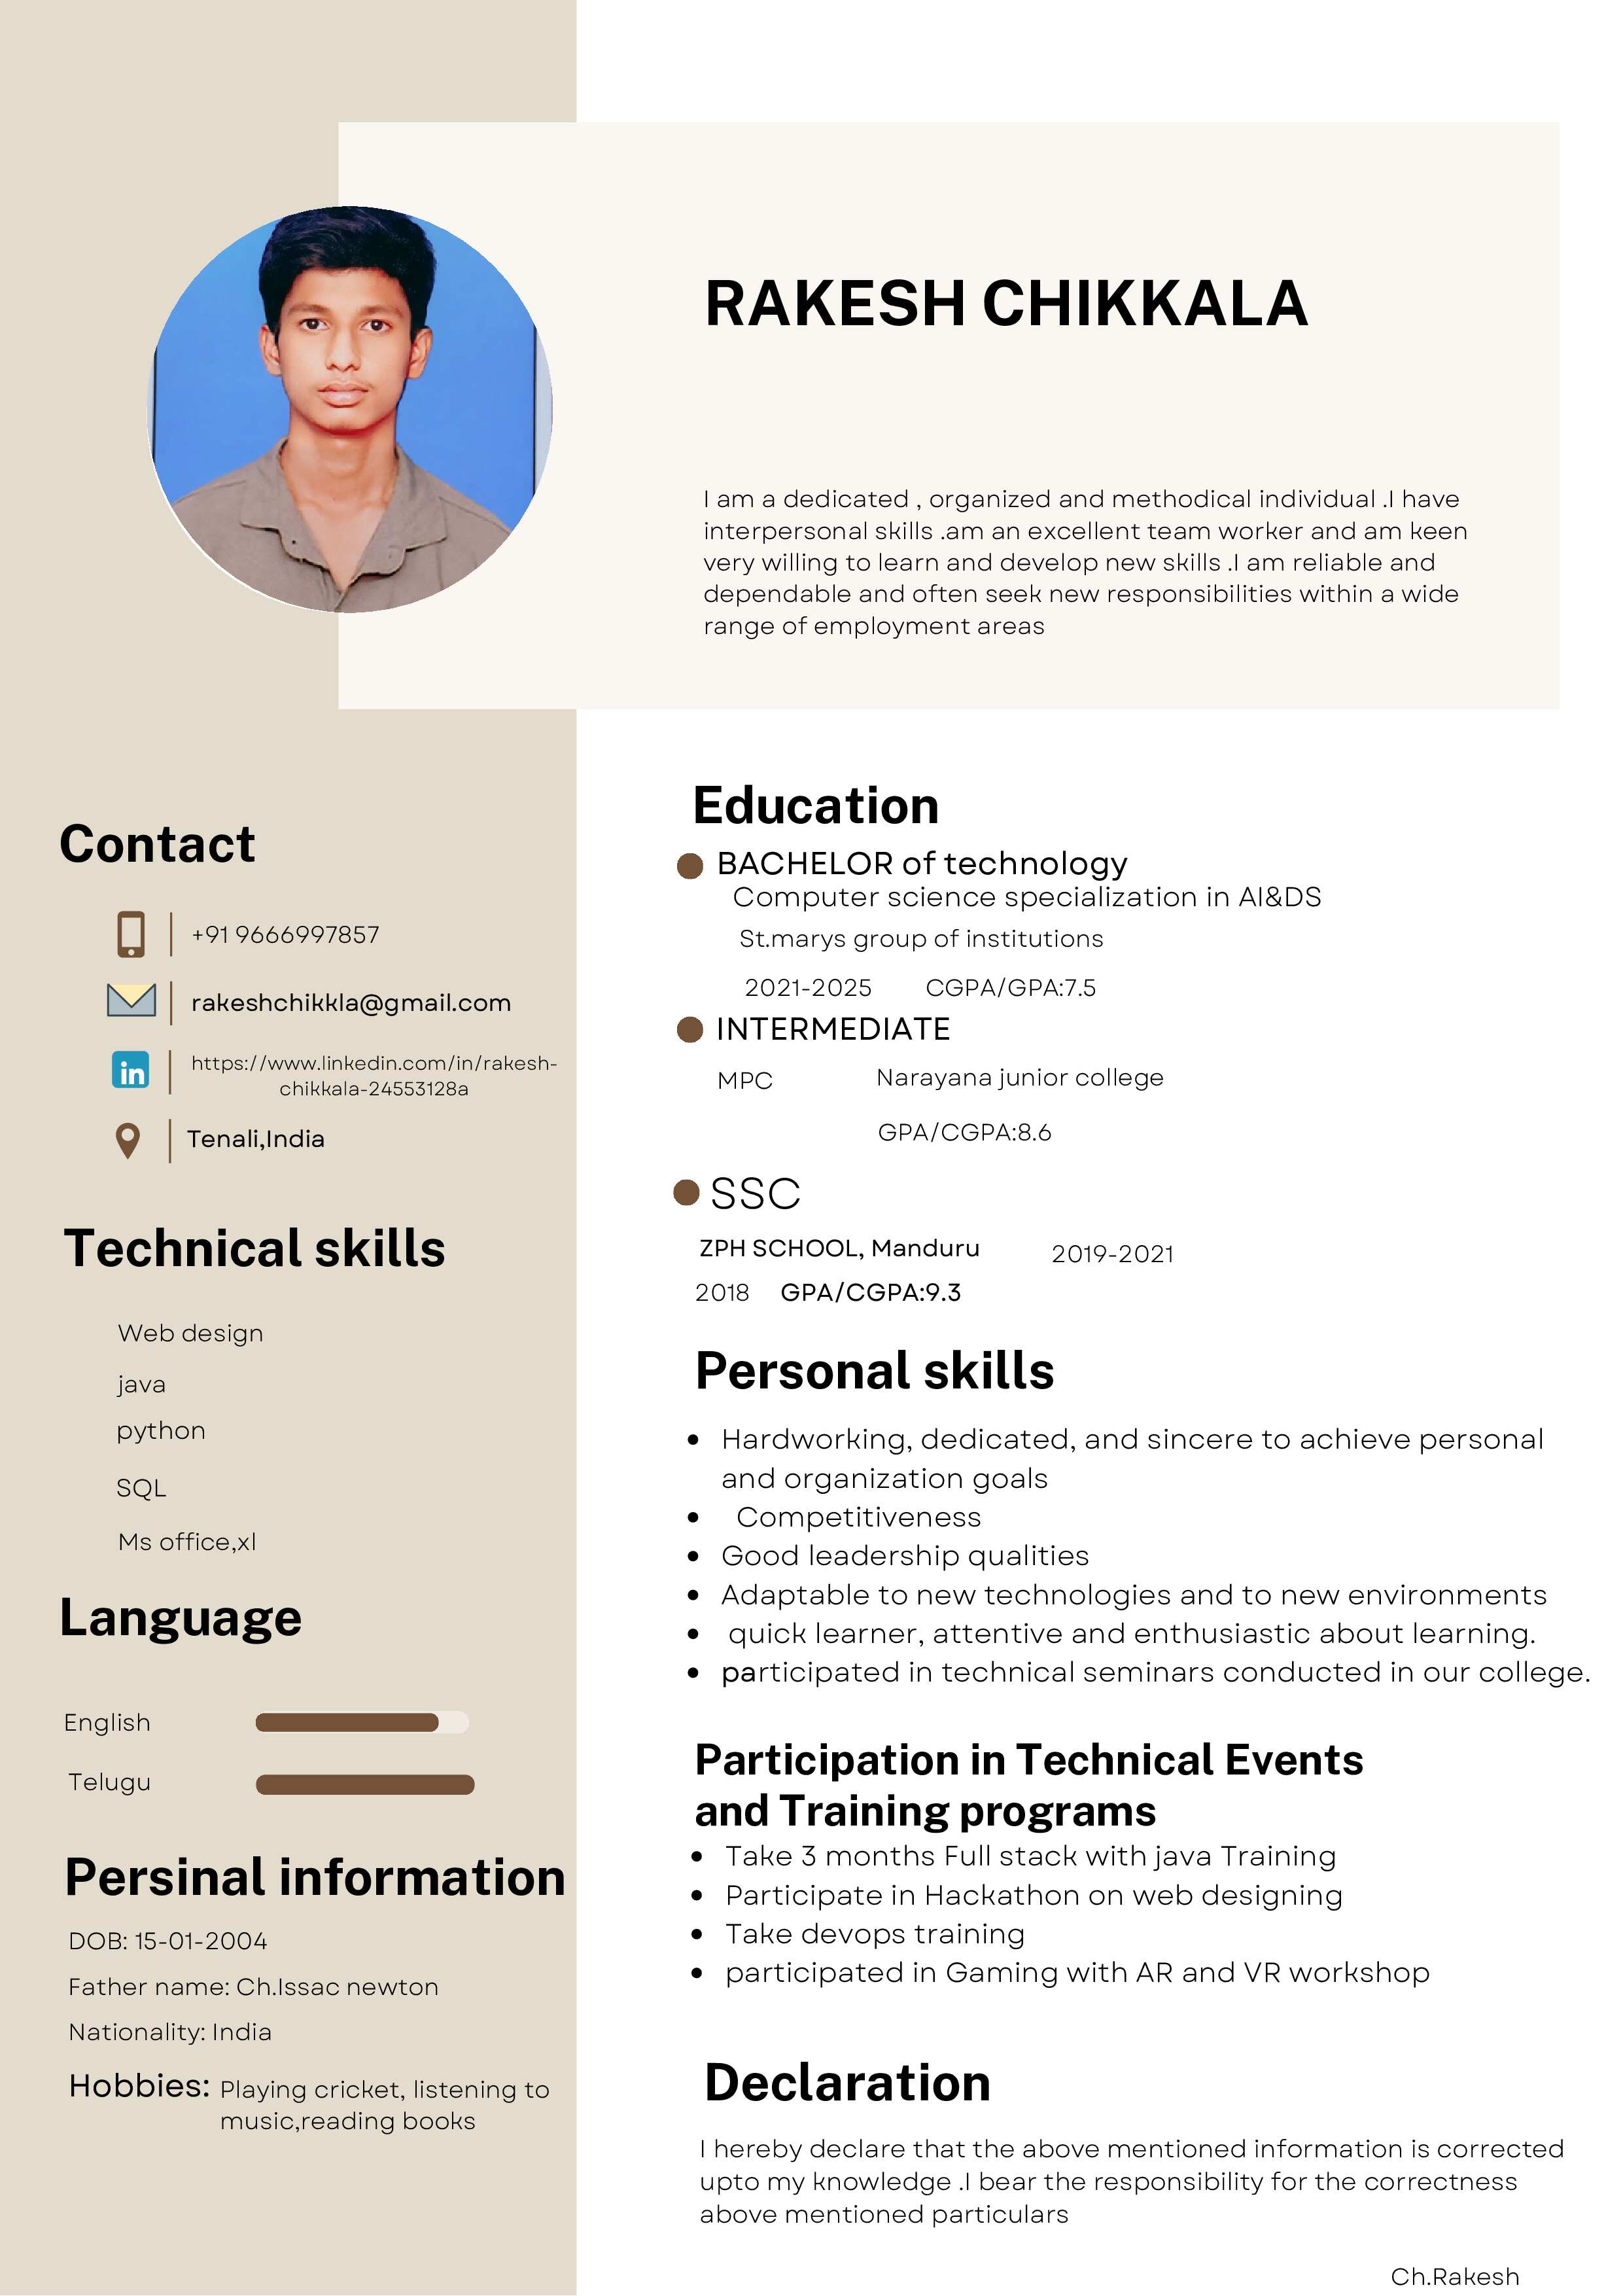 RAKESH CHIKKALA
I am a dedicated , organized and methodical individual .I have
interpersonal skills .am an excellent team worker and am keen
very willing to learn and develop new skills .I am reliable and
dependable and often seek new responsibilities within a wide
range of employment areas
Contact
+91 9666997857
rakeshchikkla@gmail.com
https://www.linkedin.com/in/rakesh-
chikkala-24553128a
Tenali,India
Technical skills
Web design
java
python
SQL
Ms office,xl
Language
English
Telugu
Persinal information
DOB: 15-01-2004
Father name: Ch.Issac newton
Nationality: India
Hobbies: Playing cricket, listening to
music,reading books
Education
BACHELOR of technology
Computer science specialization in AI&DS
St.marys group of institutions
2021-2025 CGPA/GPA:7.5
INTERMEDIATE
MPC Narayana junior college
GPA/CGPA:8.6
SSC
ZPH SCHOOL, Manduru 2019-2021
2018 GPA/CGPA:9.3
Personal skills
Hardworking, dedicated, and sincere to achieve personal
and organization goals
Competitiveness
Good leadership qualities
Adaptable to new technologies and to new environments
quick learner, attentive and enthusiastic about learning.
participated in technical seminars conducted in our college.
Participation in Technical Events
and Training programs
Take 3 months Full stack with java Training
Participate in Hackathon on web designing
Take devops training
participated in Gaming with AR and VR workshop
Declaration
I hereby declare that the above mentioned information is corrected
upto my knowledge .I bear the responsibility for the correctness
above mentioned particulars
Ch.Rakesh